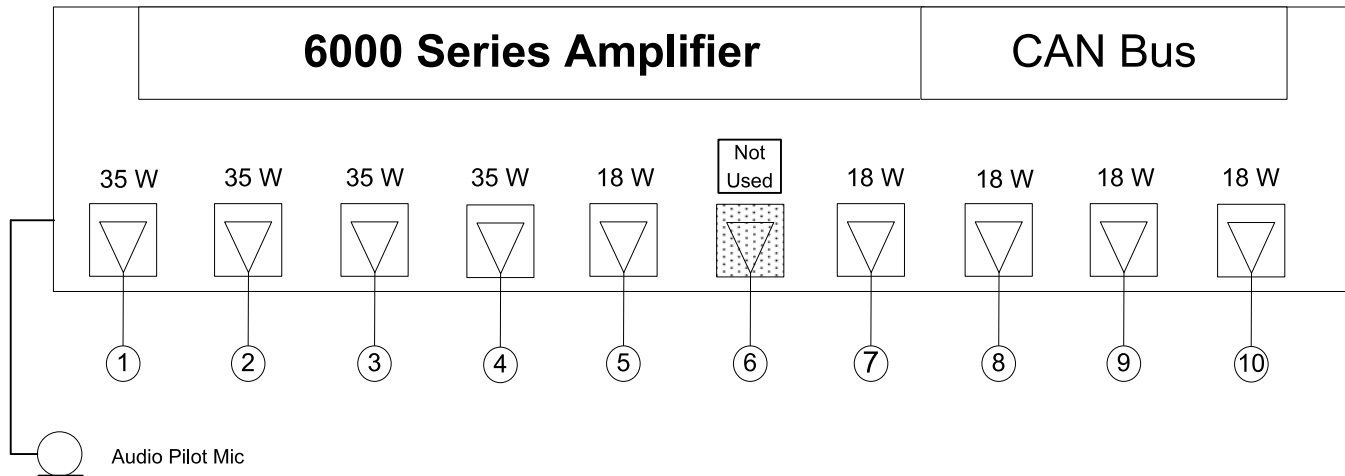 6000 Series Amplifier
CAN Bus
Not
Used
35 W
35 W
35 W
35 W
18 W
18 W
18 W
18 W
18 W
1
2
3
4
5
6
7
8
9
10
Audio Pilot Mic